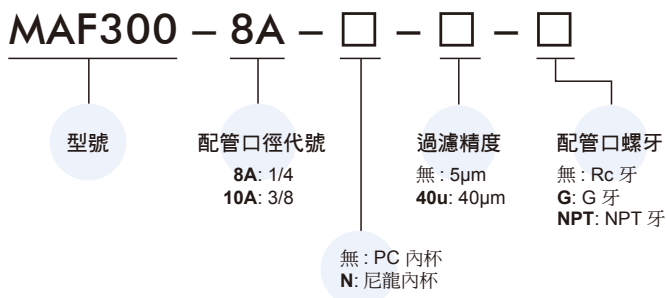 MAF300 – 8A – □ – □ – □
型號
配管口徑代號
8A: 1/4
10A: 3/8
過濾精度
無 : 5μm
40u: 40μm
配管口螺牙
無 : Rc 牙
G: G 牙
NPT: NPT 牙
無 : PC 內杯
N: 尼龍內杯